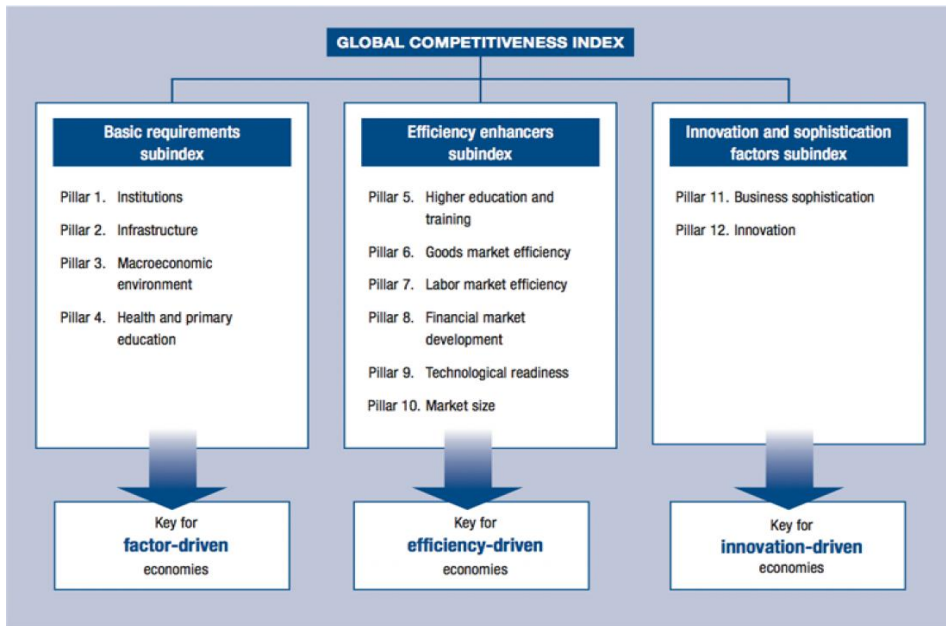 GLOBAL COMPETITIVENESS INDEX
Basic requirements
subindex
Pillar 1. Institutions
Pillar 2. Infrastructure
Pillar 3. Macroeconomic
environment
Pillar 4. Health and primary
education
Key for
factor-driven
economies
Efficiency enhancers
subindex
Pillar 5. Higher education and
training
Pillar 6. Goods market efficiency
Pillar 7. Labor market efficiency
Pillar 8. Financial market
development
Pillar 9. Technological readiness
Pillar 10. Market size
Key for
efficiency-driven
economies
Innovation and sophistication
factors subindex
Pillar 11. Business sophistication
Pillar 12. Innovation
Key for
innovation-driven
economies